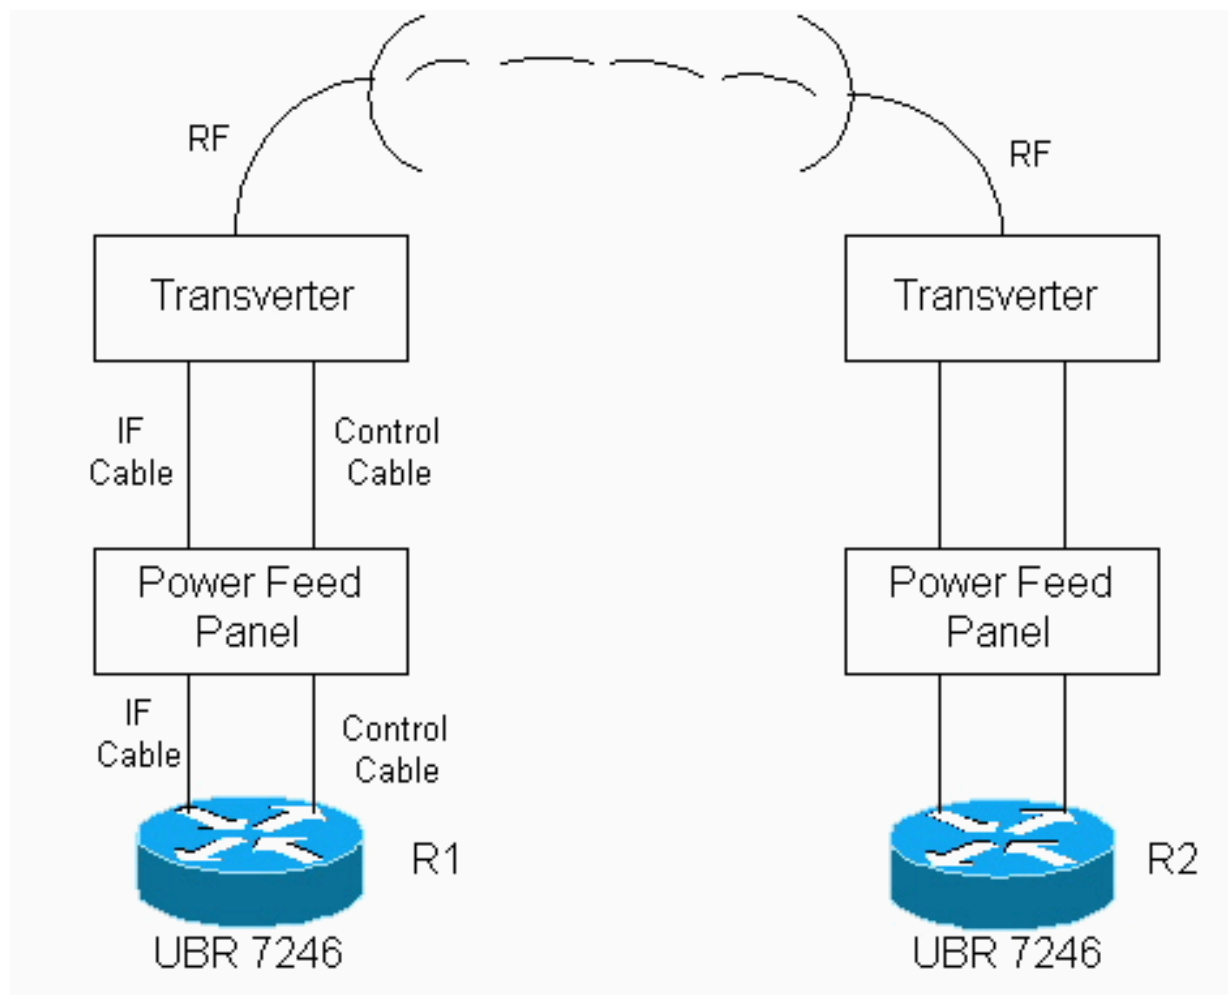 RF
RF
Transverter
Transverter
IF
Cable
Control
Cable
Power Feed
Panel
Power Feed
Panel
IF
Cable
Control
Cable
R1
R2
UBR 7246
UBR 7246